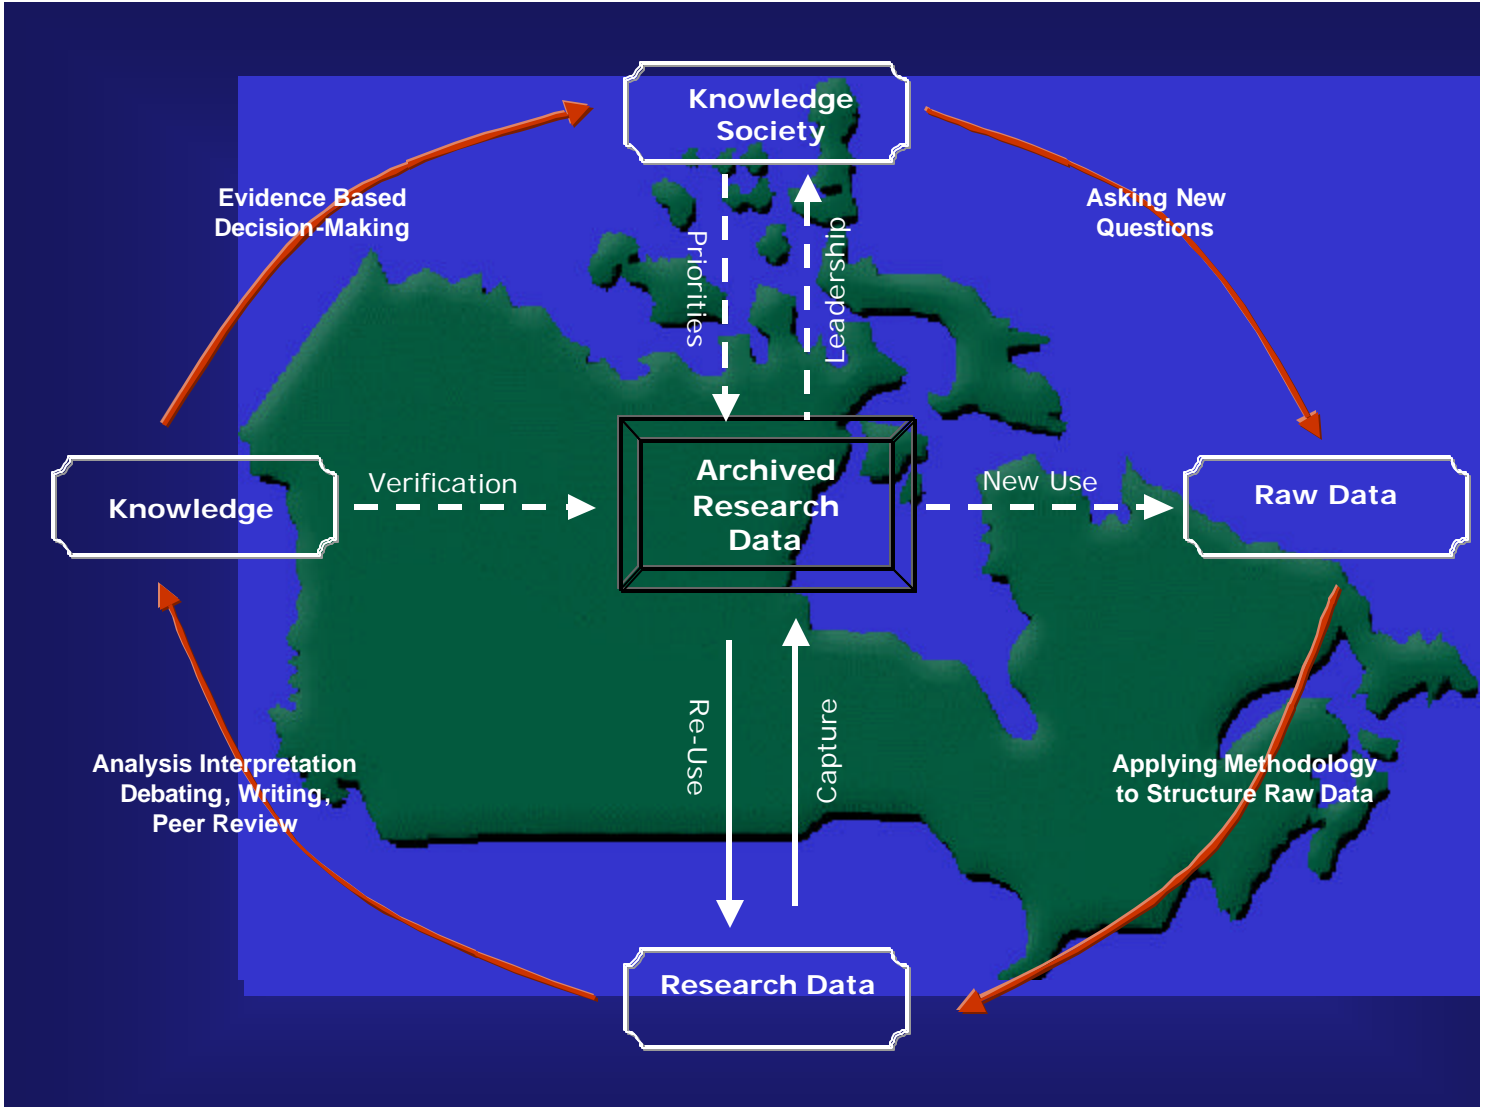 Knowledge
Society
Evidence Based
Decision-Making
Asking New
Questions
Priorities
Leadership
Knowledge
Verification
Archived
Research
Data
New Use
Raw Data
Re-Use
Capture
Analysis Interpretation
Debating, Writing,
Peer Review
Applying Methodology
to Structure Raw Data
Research Data